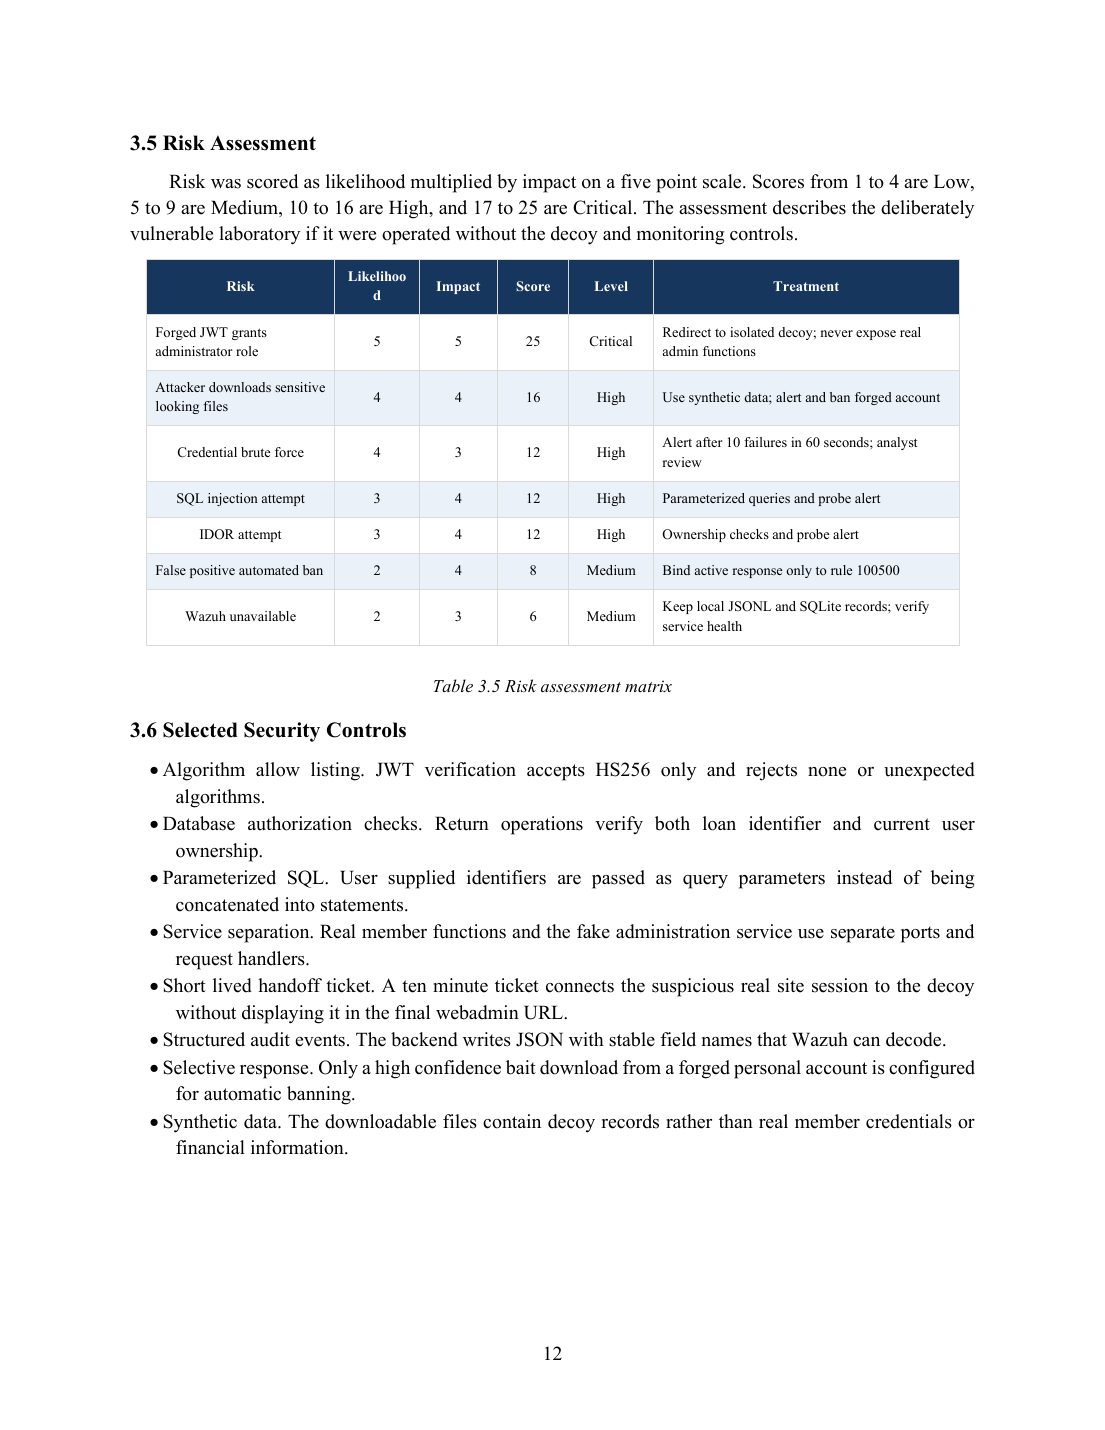 3.5 Risk Assessment
Risk was scored as likelihood multiplied by impact on a five point scale. Scores from 1 to 4 are Low,
5 to 9 are Medium, 10 to 16 are High, and 17 to 25 are Critical. The assessment describes the deliberately
vulnerable laboratory if it were operated without the decoy and monitoring controls.
Risk Likelihoo d Impact Score Level Treatment
Forged JWT grants administrator role 5 5 25 Critical Redirect to isolated decoy; never expose real admin functions
Attacker downloads sensitive looking files 4 4 16 High Use synthetic data; alert and ban forged account
Credential brute force 4 3 12 High Alert after 10 failures in 60 seconds; analyst review
SQL injection attempt 3 4 12 High Parameterized queries and probe alert
IDOR attempt 3 4 12 High Ownership checks and probe alert
False positive automated ban 2 4 8 Medium Bind active response only to rule 100500
Wazuh unavailable 2 3 6 Medium Keep local JSONL and SQLite records; verify service health
Table 3.5 Risk assessment matrix
3.6 Selected Security Controls
• Algorithm allow listing. JWT verification accepts HS256 only and rejects none or unexpected
algorithms.
• Database authorization checks. Return operations verify both loan identifier and current user
ownership.
• Parameterized SQL. User supplied identifiers are passed as query parameters instead of being
concatenated into statements.
• Service separation. Real member functions and the fake administration service use separate ports and
request handlers.
• Short lived handoff ticket. A ten minute ticket connects the suspicious real site session to the decoy
without displaying it in the final webadmin URL.
• Structured audit events. The backend writes JSON with stable field names that Wazuh can decode.
• Selective response. Only a high confidence bait download from a forged personal account is configured
for automatic banning.
• Synthetic data. The downloadable files contain decoy records rather than real member credentials or
financial information.
12